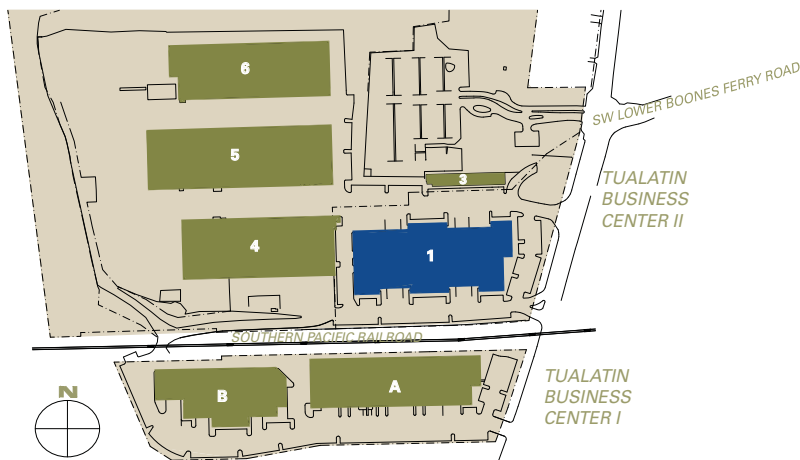 6
SW LOWER BOONES FERRY ROAD
5
3
TUALATIN
BUSINESS
CENTER II
4
1
SOUTHERN PACIFIC RAILROAD
A
B
TUALATIN
BUSINESS
CENTER I
N